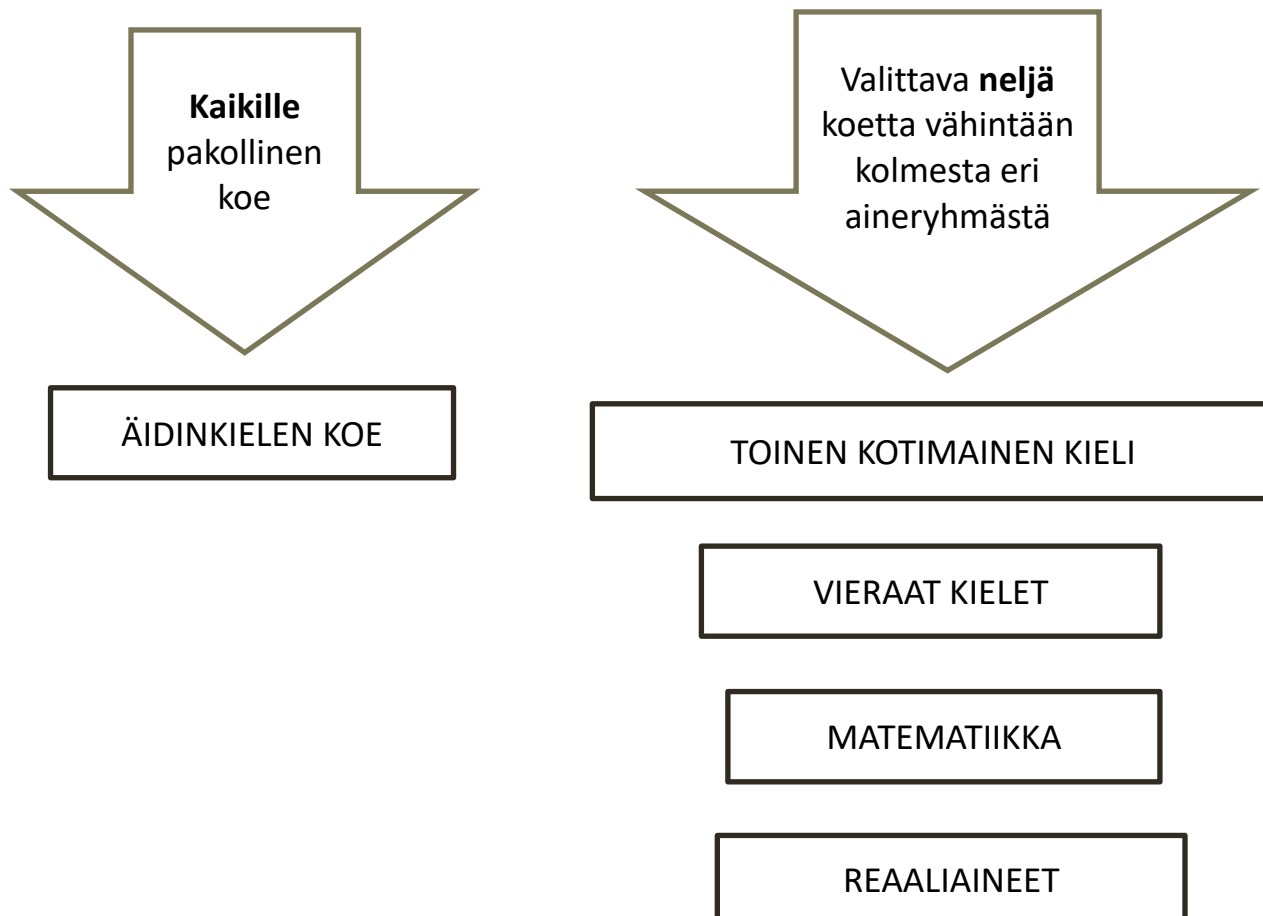 Kaikille
pakollinen
koe
ÄIDINKIELEN KOE
Valittava neljä
koetta vähintään
kolmesta eri
aineryhmästä
TOINEN KOTIMAINEN KIELI
VIERAAT KIELET
MATEMATIIKKA
REAALIAINEET